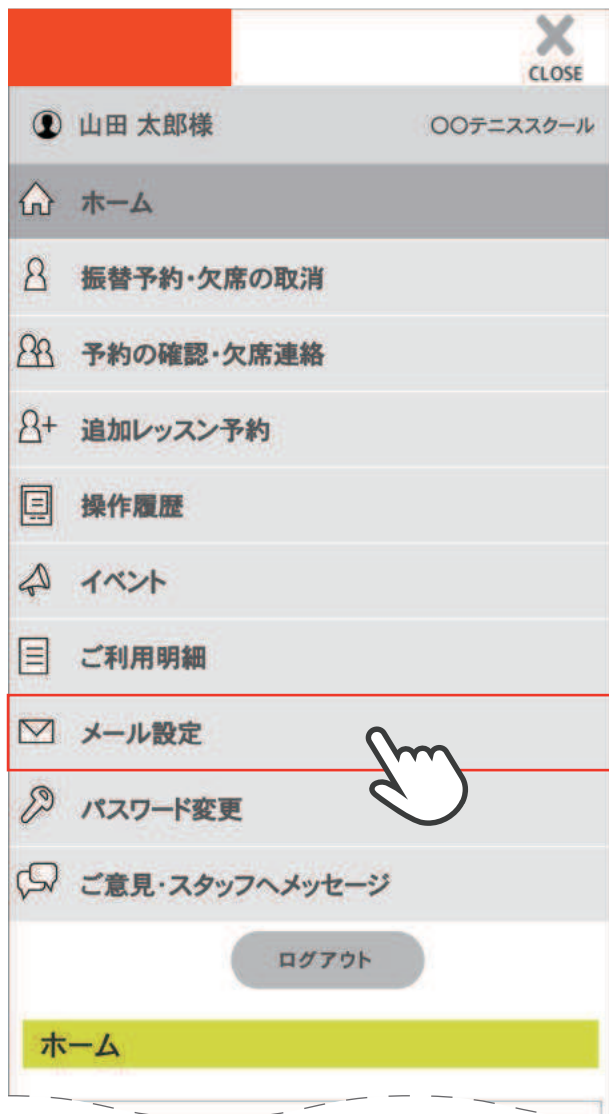 CLOSE
山田 太郎様
〇〇テニススクール
ホーム
振替予約・欠席の取消
予約の確認・欠席連絡
追加レッスン予約
操作履歴
イベント
ご利用明細
メール設定
パスワード変更
ご意見・スタッフへメッセージ
ログアウト
ホーム